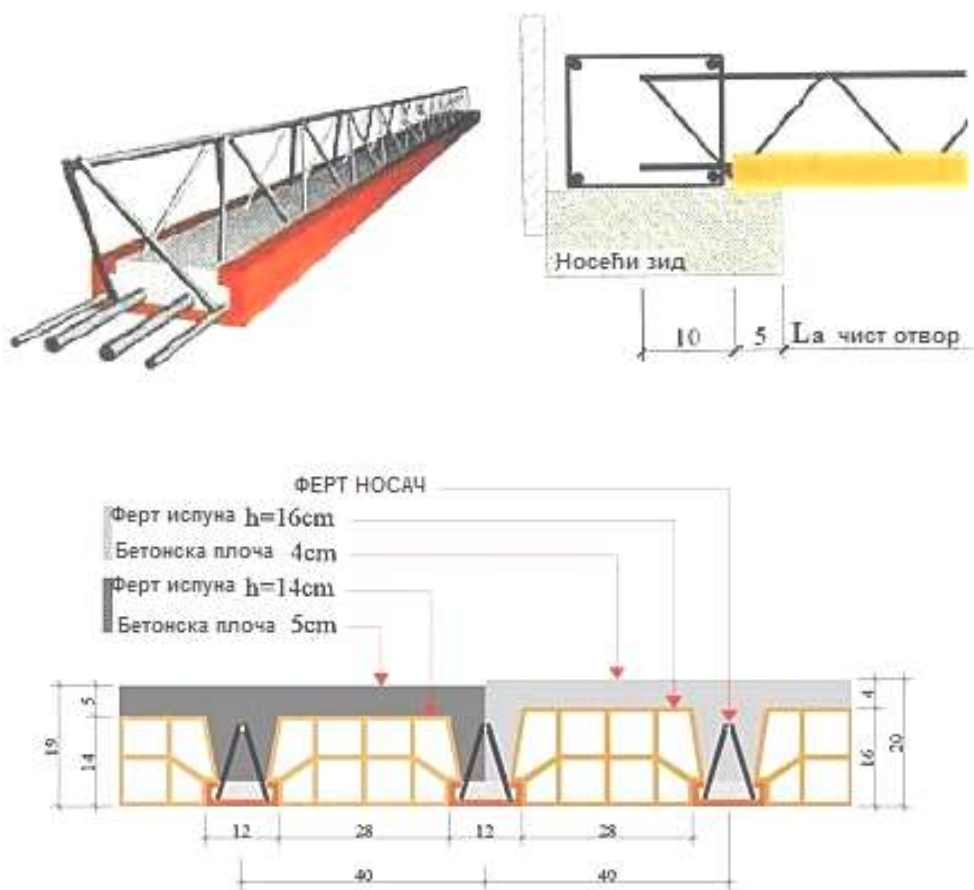 Носећи зид
10 5 La чист отвор
ФЕРТ НОСАЧ
Ферт испуна h=16cm
Бетонска плоча 4cm
Ферт испуна h=14cm
Бетонска плоча 5cm
5
14
19
4
16
20
12 28 12 28
40 40